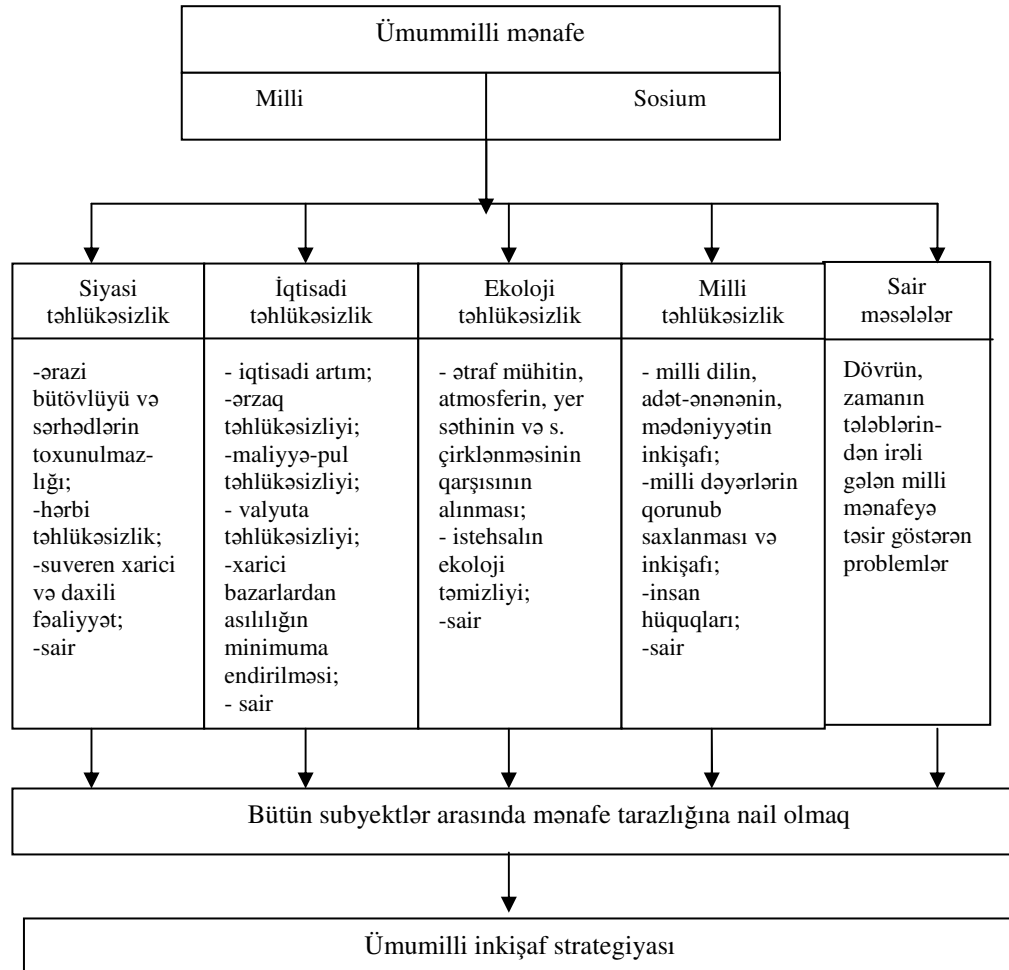 Ümummilli mənafe
Milli Sosium
Siyasi
təhlükəsizlik
-ərazi
bütövlüyü və
sərhədlərin
toxunulmaz-
lığı;
-hərbi
təhlükəsizlik;
-suveren xarici
və daxili
fəaliyyət;
-sair
İqtisadi
təhlükəsizlik
- iqtisadi artım;
-ərzaq
təhlükəsizliyi;
-maliyyə-pul
təhlükəsizliyi;
- valyuta
təhlükəsizliyi;
-xarici
bazarlardan
asılılığın
minimuma
endirilməsi;
- sair
Ekoloji
təhlükəsizlik
- ətraf mühitin,
atmosferin, yer
səthinin və s.
çirklənməsinin
qarşısının
alınması;
- istehsalın
ekoloji
təmizliyi;
-sair
Milli
təhlükəsizlik
- milli dilin,
adət-ənənənin,
mədəniyyətin
inkişafı;
-milli dəyərlərin
qorunub
saxlanması və
inkişafı;
-insan
hüquqları;
-sair
Sair
məsələlər
Dövrün,
zamanın
tələblərin-
dən irəli
gələn milli
mənafeyə
təsir göstərən
problemlər
Bütün subyektlər arasında mənafe tarazlığına nail olmaq
Ümumilli inkişaf strategiyası